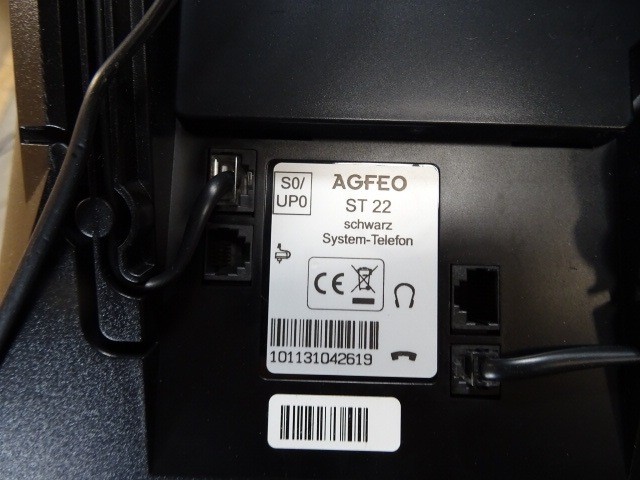 S0/
UP0
AGFEO
ST 22
schwarz
System-Telefon
CE
101131042619